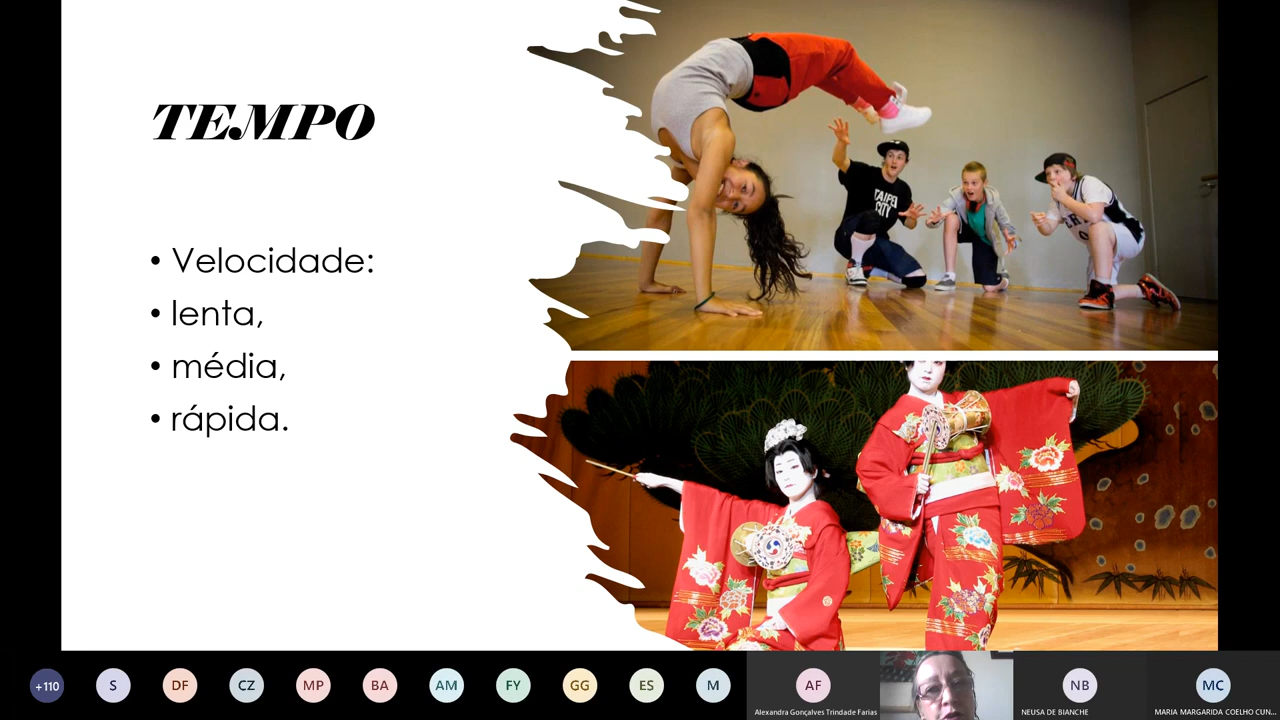 TEMPO
• Velocidade:
• lenta,
• média,
• rápida.
TAIPEI
CITY
+110
S
DF
CZ
MP
BA
AM
FY
GG
ES
M
AF
NB
MC
Alexandra Gonçalves Trindade Farias
NEUSA DE BIANCHE
MARIA MARGARIDA COELHO CUN...